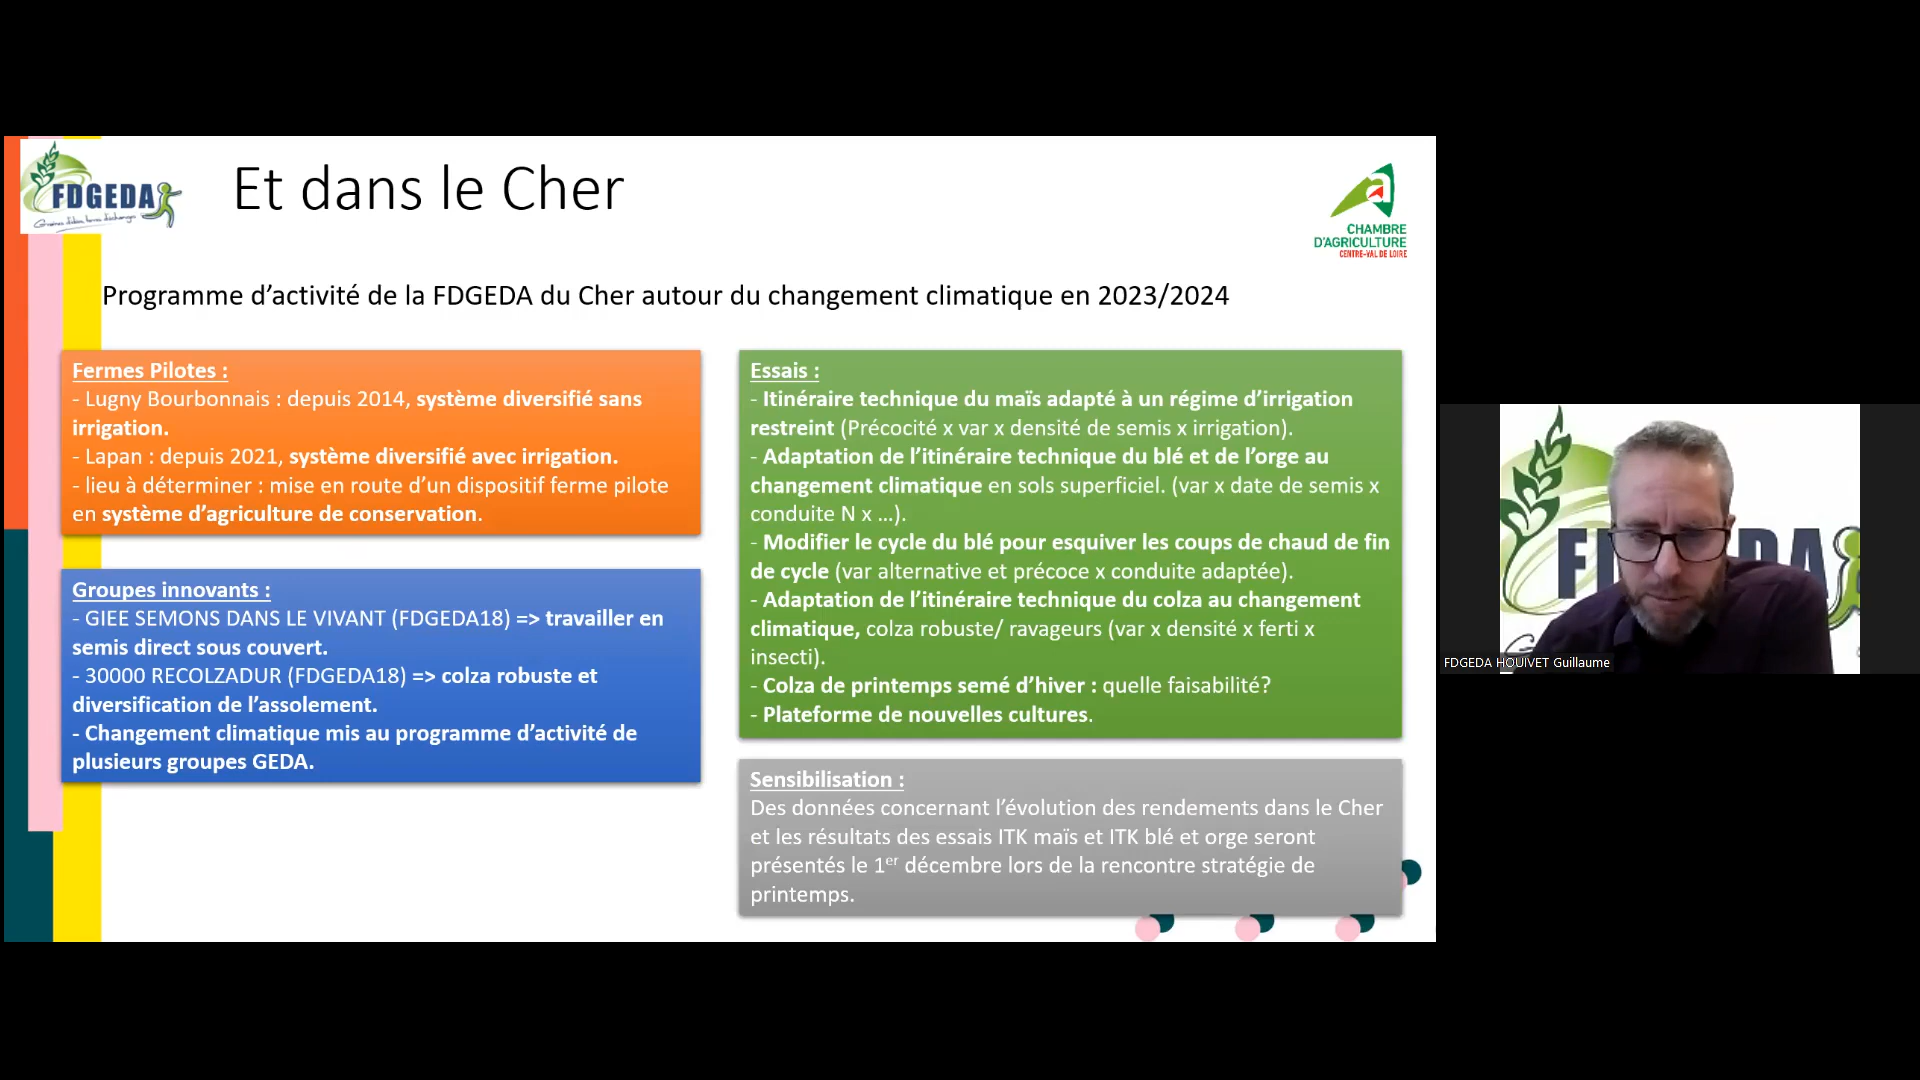 FDGEDA
Et dans le Cher
CHAMBRE
D'AGRICULTURE
CENTRE-VAL DE LOIRE
Programme d’activité de la FDGEDA du Cher autour du changement climatique en 2023/2024
Fermes Pilotes :
- Lugny Bourbonnais : depuis 2014, système diversifié sans
irrigation.
- Lapan : depuis 2021, système diversifié avec irrigation.
- lieu à déterminer : mise en route d’un dispositif ferme pilote
en système d’agriculture de conservation.
Groupes innovants :
- GIEE SEMONS DANS LE VIVANT (FDGEDA18) => travailler en
semis direct sous couvert.
- 30000 RECOLZADUR (FDGEDA18) => colza robuste et
diversification de l’assolement.
- Changement climatique mis au programme d’activité de
plusieurs groupes GEDA.
Essais :
- Itinéraire technique du maïs adapté à un régime d’irrigation
restreint (Précocité x var x densité de semis x irrigation).
- Adaptation de l’itinéraire technique du blé et de l’orge au
changement climatique en sols superficiel. (var x date de semis x
conduite N x ...).
- Modifier le cycle du blé pour esquiver les coups de chaud de fin
de cycle (var alternative et précoce x conduite adaptée).
- Adaptation de l’itinéraire technique du colza au changement
climatique, colza robuste/ ravageurs (var x densité x ferti x
insecti).
- Colza de printemps semé d’hiver : quelle faisabilité?
- Plateforme de nouvelles cultures.
Sensibilisation :
Des données concernant l’évolution des rendements dans le Cher
et les résultats des essais ITK maïs et ITK blé et orge seront
présentés le 1er décembre lors de la rencontre stratégie de
printemps.
FDGEDA HOUIVET Guillaume